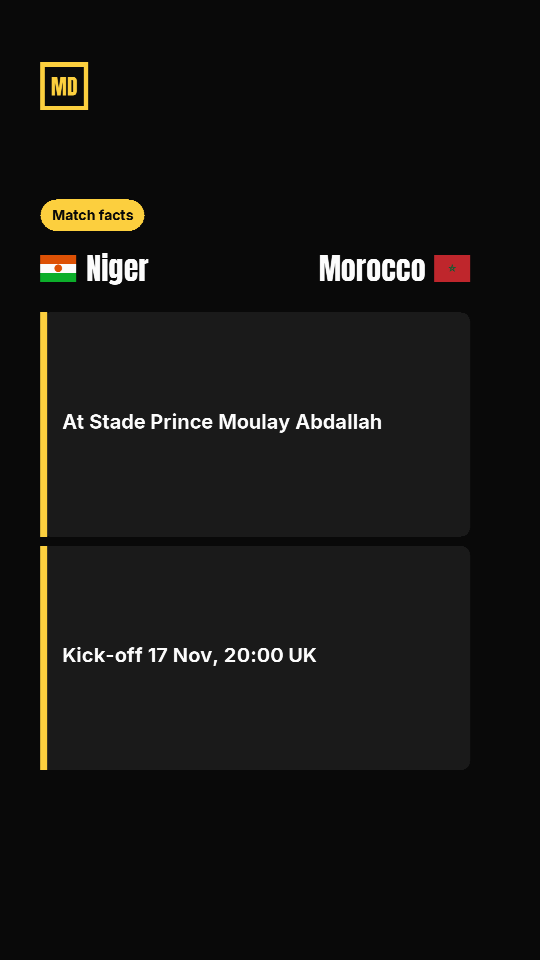 MD
Match facts
Niger Morocco
At Stade Prince Moulay Abdallah
Kick-off 17 Nov, 20:00 UK